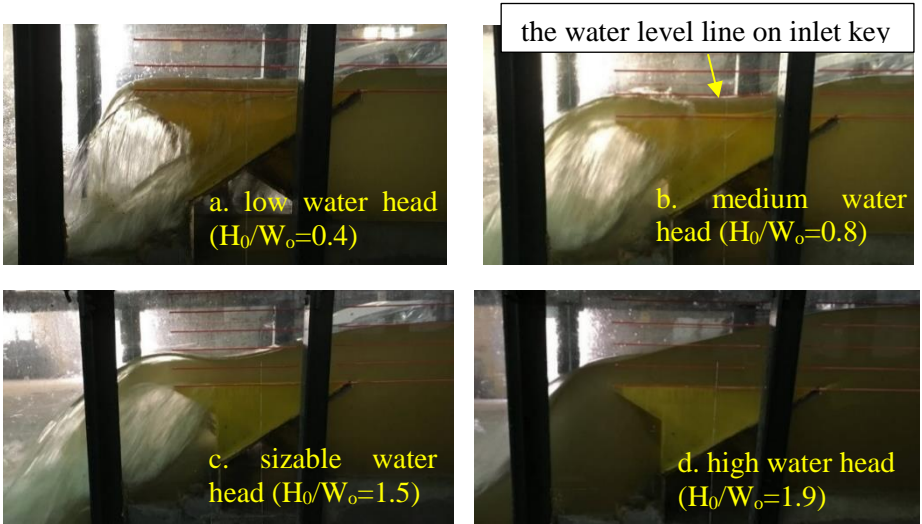 the water level line on inlet key
a. low water head
(H₀/Wₒ=0.4)
b. medium water
head (H₀/Wₒ=0.8)
c. sizable water
head (H₀/Wₒ=1.5)
d. high water head
(H₀/Wₒ=1.9)